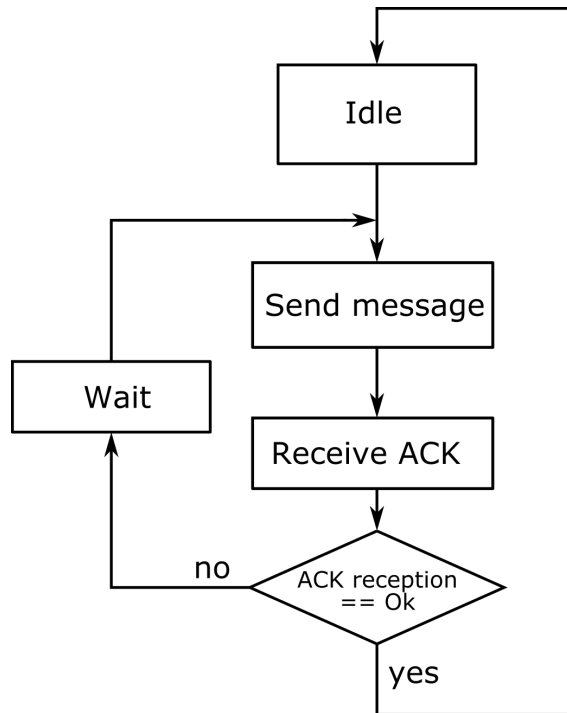 Idle
Send message
Wait
Receive ACK
no
ACK reception
== Ok
yes